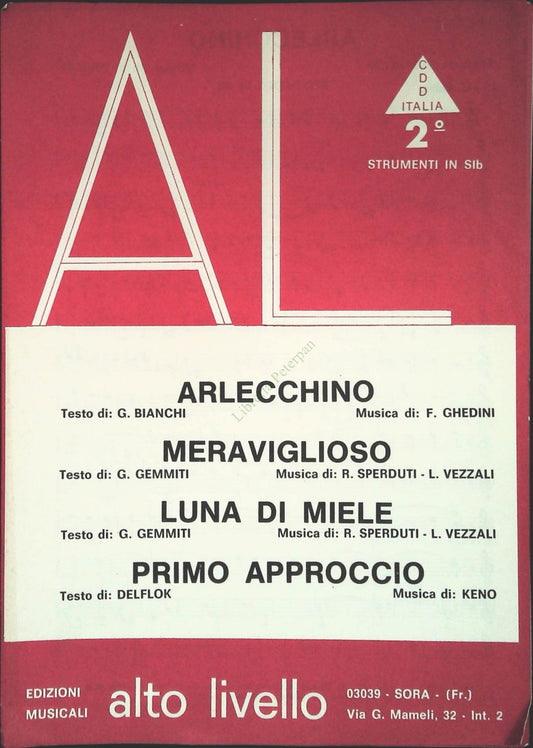 AL
C
D
D
ITALIA
2º
STRUMENTI IN SIb
ARLECCHINO
Testo di: G. BIANCHI Musica di: F. GHEDINI
MERAVIGLIOSO
Testo di: G. GEMMITI Musica di: R. SPERDUTI - L. VEZZALI
LUNA DI MIELE
Testo di: G. GEMMITI Musica di: R. SPERDUTI - L. VEZZALI
PRIMO APPROCCIO
Testo di: DELFLOK Musica di: KENO
Peterpan
EDIZIONI
MUSICALI
alto livello
03039 - SORA - (Fr.)
Via G. Mameli, 32 - Int. 2